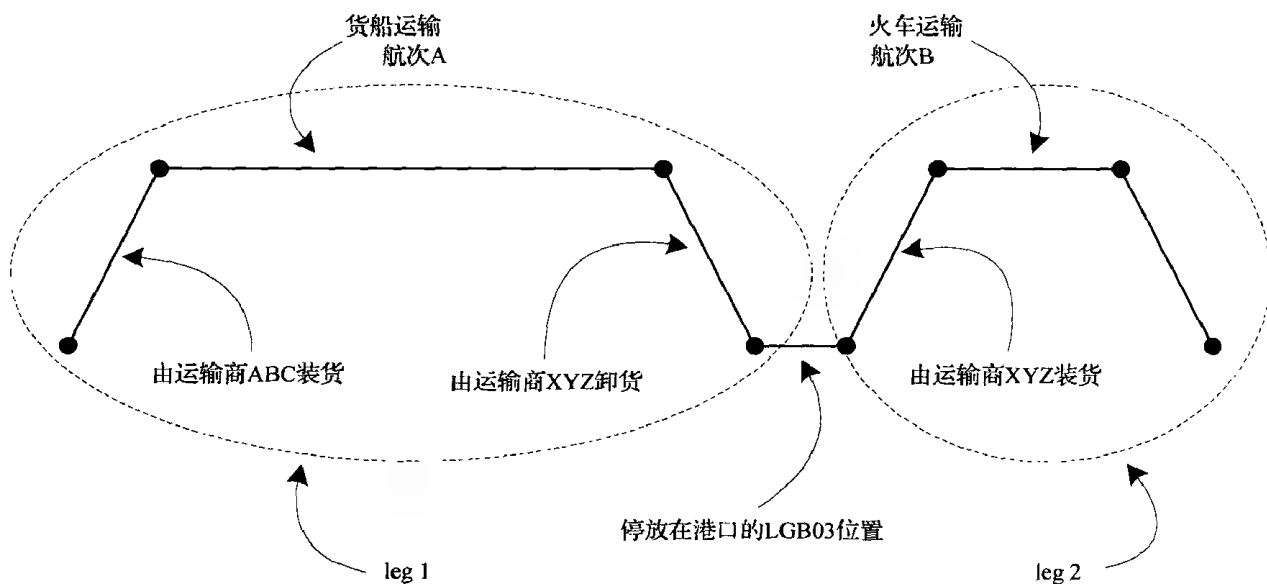 货船运输
航次A
火车运输
航次B
由运输商ABC装货
由运输商XYZ卸货
由运输商XYZ装货
停放在港口的LGB03位置
leg 1
leg 2